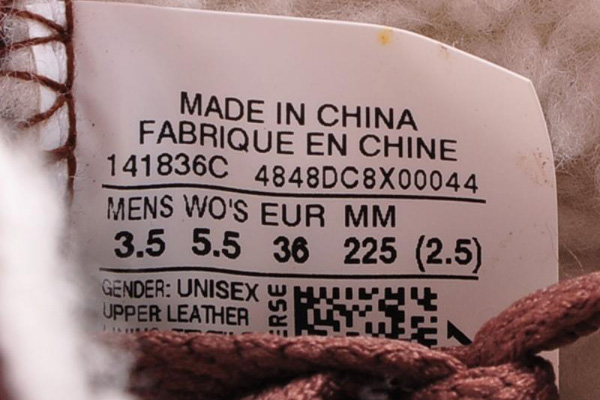 MADE IN CHINA
FABRIQUE EN CHINE
141836C 4848DC8X00044
MENS WO'S EUR MM
3.5 5.5 36 225 (2.5)
GENDER: UNISEX
UPPER: LEATHER